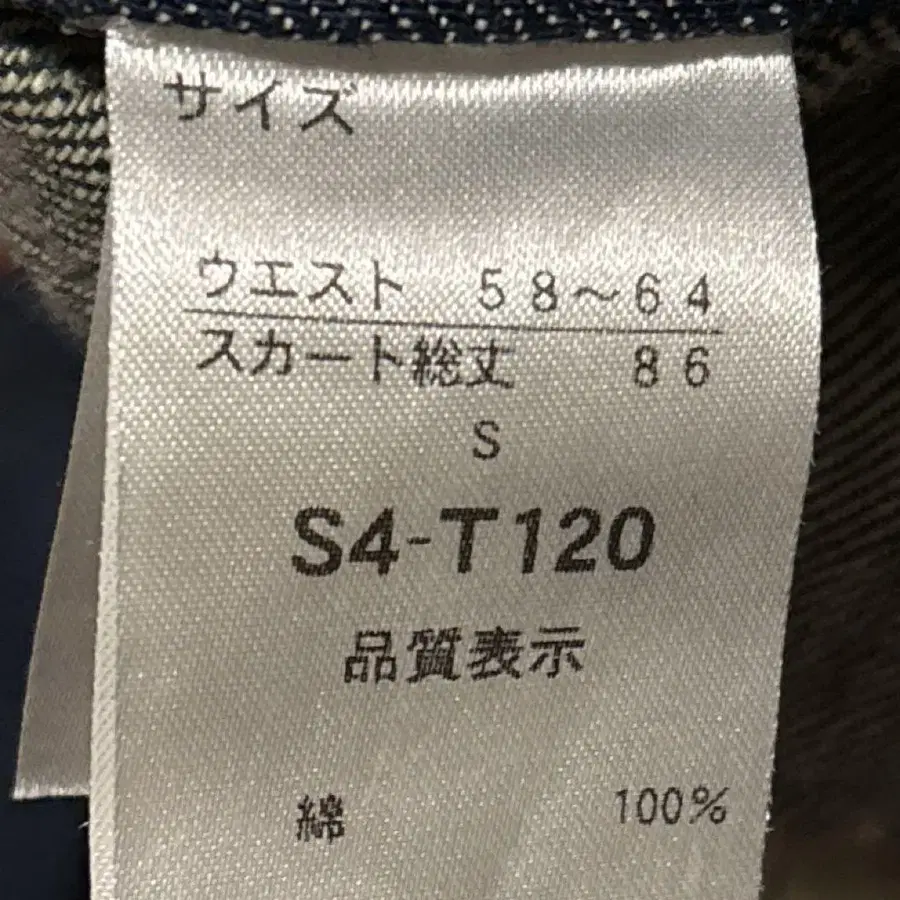 サイズ
ウエスト 58～64
スカート総丈 86
S
S4-T120
品質表示
綿 100%